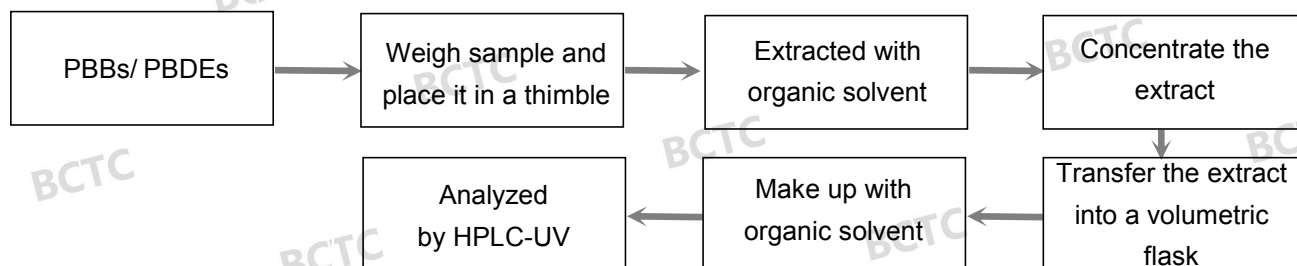 BCTC
PBBs/ PBDEs
Weigh sample and
place it in a thimble
BCTC
Extracted with
organic solvent
Concentrate the
extract
BCTC
Transfer the extract
into a volumetric
flask
BCTC
Make up with
organic solvent
BCTC
BCTC
Analyzed
by HPLC-UV
BCTC
BCTC